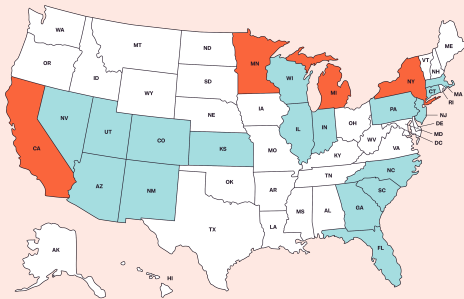 WA
MT
ND
MN
ME
VT
NH
OR
ID
SD
WI
MI
NY
MA
RI
CT
WY
IA
PA
NJ
NE
OH
DE
MD
DC
NV
UT
CO
KS
IL
IN
WV
VA
CA
MO
KY
NC
AZ
NM
OK
AR
TN
SC
MS
AL
GA
TX
LA
FL
AK
HI